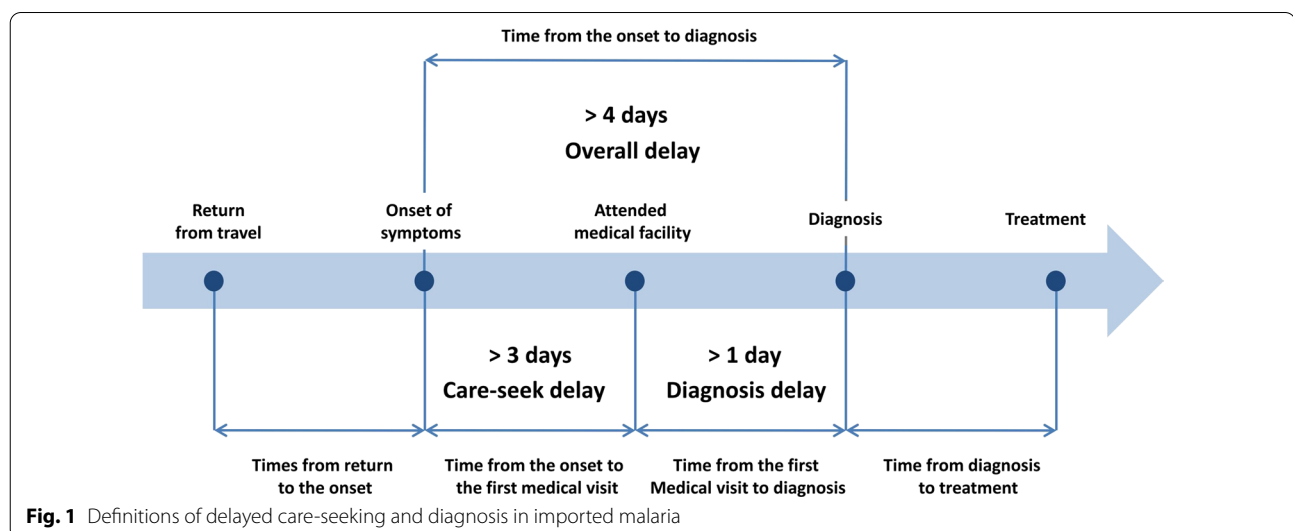 Time from the onset to diagnosis
> 4 days
Overall delay
Return
from travel
Onset of
symptoms
Attended
medical facility
Diagnosis
Treatment
> 3 days
Care-seek delay
> 1 day
Diagnosis delay
Times from return
to the onset
Time from the onset to
the first medical visit
Time from the first
Medical visit to diagnosis
Time from diagnosis
to treatment
Fig. 1 Definitions of delayed care-seeking and diagnosis in imported malaria